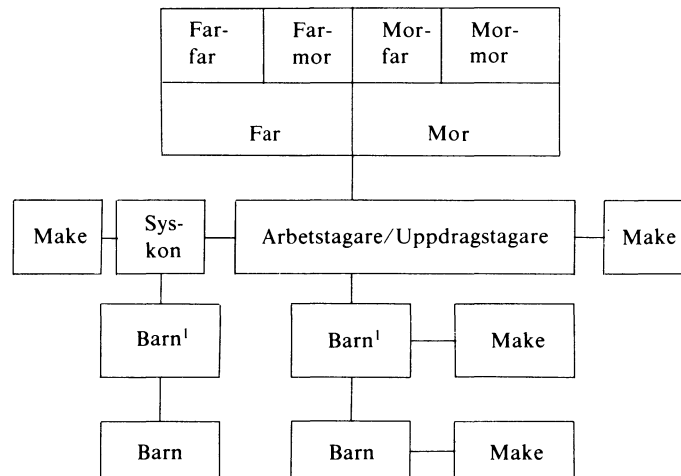 Far-
far
Far-
mor
Mor-
far
Mor-
mor
Far
Mor
Make
Sys-
kon
Arbetstagare/Uppdragstagare
Make
Barn¹
Barn¹
Make
Barn
Barn
Make